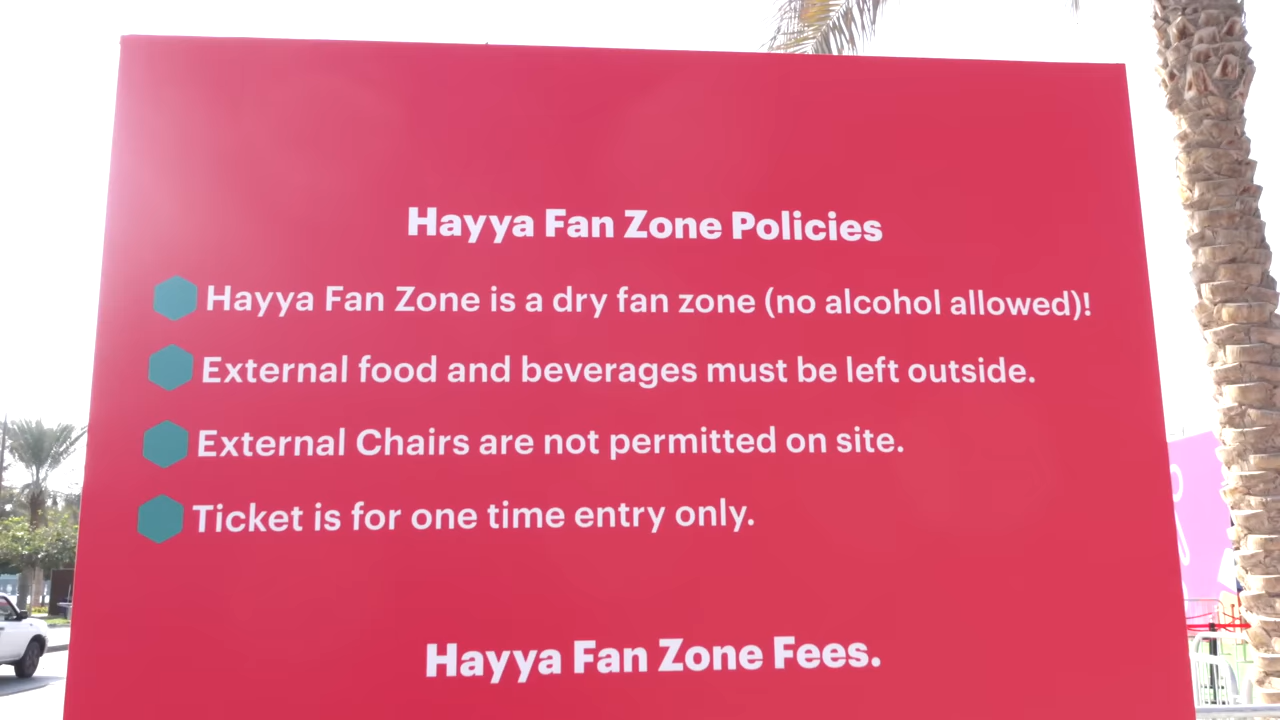 Hayya Fan Zone Policies
Hayya Fan Zone is a dry fan zone (no alcohol allowed)!
External food and beverages must be left outside.
External Chairs are not permitted on site.
Ticket is for one time entry only.
Hayya Fan Zone Fees.